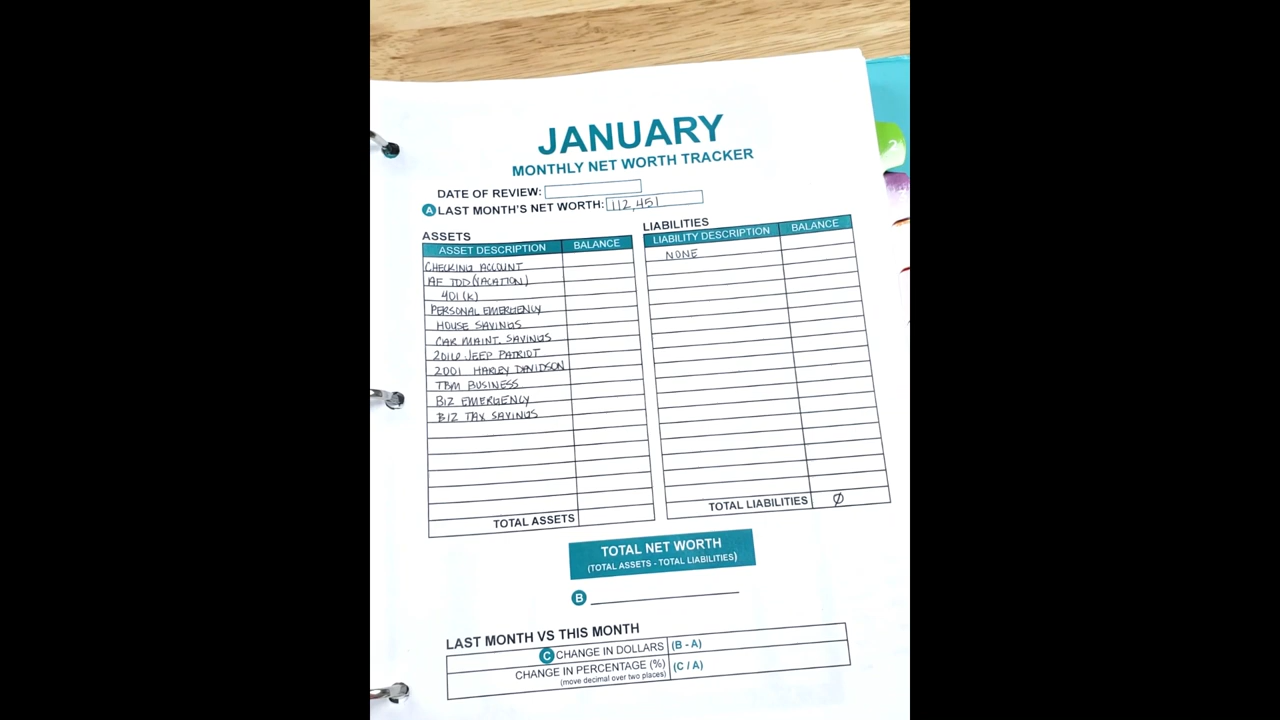 JANUARY
MONTHLY NET WORTH TRACKER
DATE OF REVIEW:
A LAST MONTH'S NET WORTH: 112,451
ASSETS
ASSET DESCRIPTION BALANCE
CHECKING ACCOUNT
AF TDD (VACATION)
401(K)
PERSONAL EMERGENCY
HOUSE SAVINGS
CAR MAINT. SAVINGS
2016 JEEP PATRIOT
2001 HARLEY DAVIDSON
TBM BUSINESS
BIZ EMERGENCY
BIZ TAX SAVINGS
TOTAL ASSETS
LIABILITIES
LIABILITY DESCRIPTION BALANCE
NONE
TOTAL LIABILITIES Ø
TOTAL NET WORTH
(TOTAL ASSETS - TOTAL LIABILITIES)
B
LAST MONTH VS THIS MONTH
C CHANGE IN DOLLARS (B - A)
CHANGE IN PERCENTAGE (%) (C / A)
(move decimal over two places)